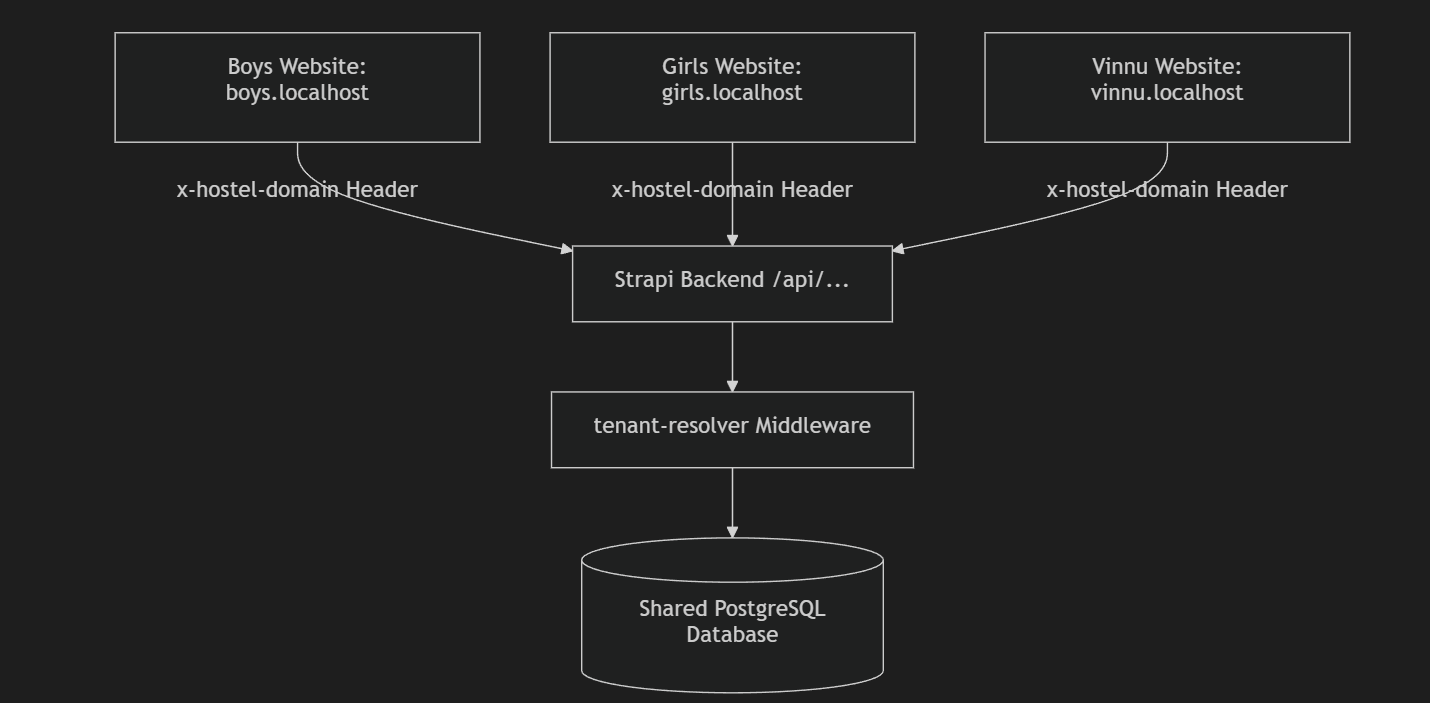 Boys Website:
boys.localhost
Girls Website:
girls.localhost
Vinnu Website:
vinnu.localhost
x-hostel-domain Header
x-hostel-domain Header
x-hostel-domain Header
Strapi Backend /api/...
tenant-resolver Middleware
Shared PostgreSQL
Database